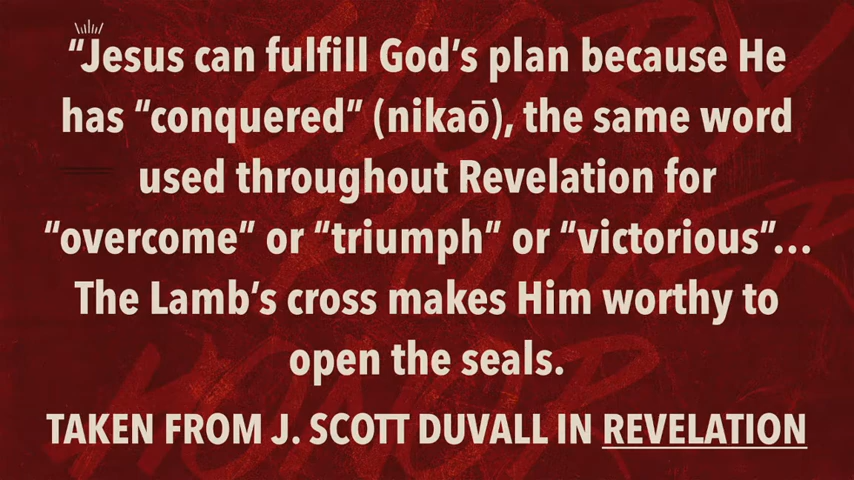 “Jesus can fulfill God’s plan because He
has “conquered” (nikaō), the same word
used throughout Revelation for
“overcome” or “triumph” or “victorious”...
The Lamb’s cross makes Him worthy to
open the seals.
TAKEN FROM J. SCOTT DUVALL IN REVELATION